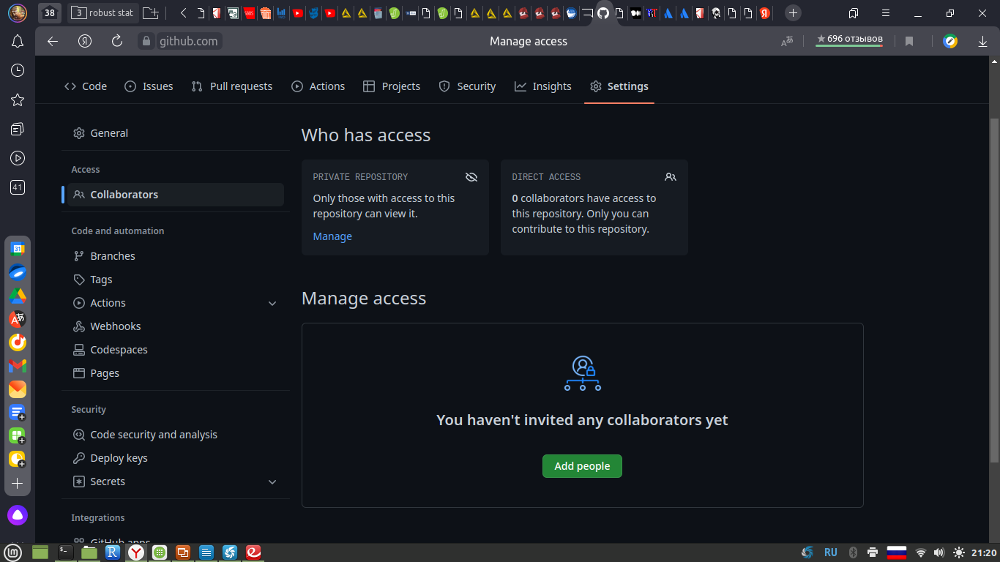 38
3 robust stat
github.com
Manage access
696 отзывов
Code
Issues
Pull requests
Actions
Projects
Security
Insights
Settings
41
31
General
Access
Collaborators
Code and automation
Branches
Tags
Actions
Webhooks
Codespaces
Pages
Security
Code security and analysis
Deploy keys
Secrets
Integrations
GitHub apps
Who has access
PRIVATE REPOSITORY
Only those with access to this
repository can view it.
Manage
DIRECT ACCESS
0 collaborators have access to
this repository. Only you can
contribute to this repository.
Manage access
You haven't invited any collaborators yet
Add people
RU
21:20